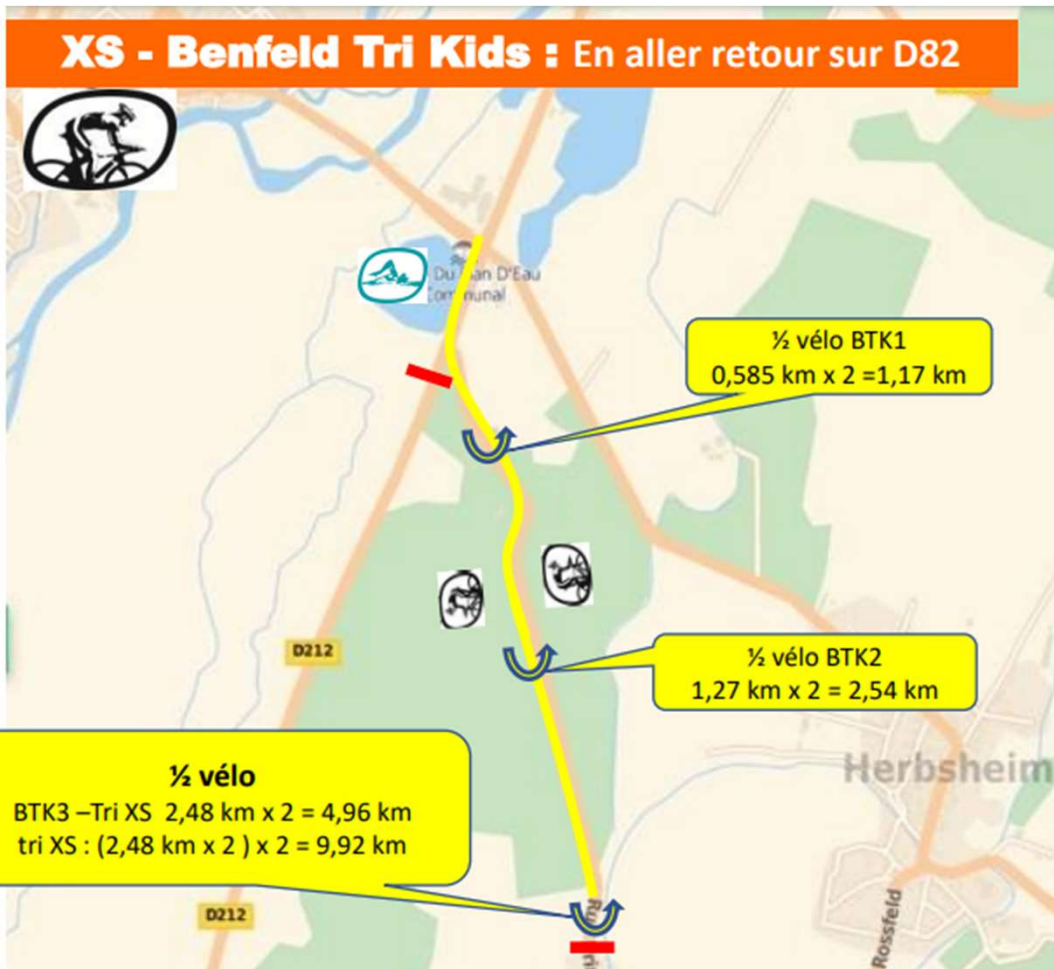 XS - Benfeld Tri Kids : En aller retour sur D82
Du Plan D'Eau
Communal
½ vélo BTK1
0,585 km x 2 =1,17 km
D212
½ vélo BTK2
1,27 km x 2 = 2,54 km
Herbsheim
½ vélo
BTK3 –Tri XS 2,48 km x 2 = 4,96 km
tri XS : (2,48 km x 2 ) x 2 = 9,92 km
D212
Rossfeld